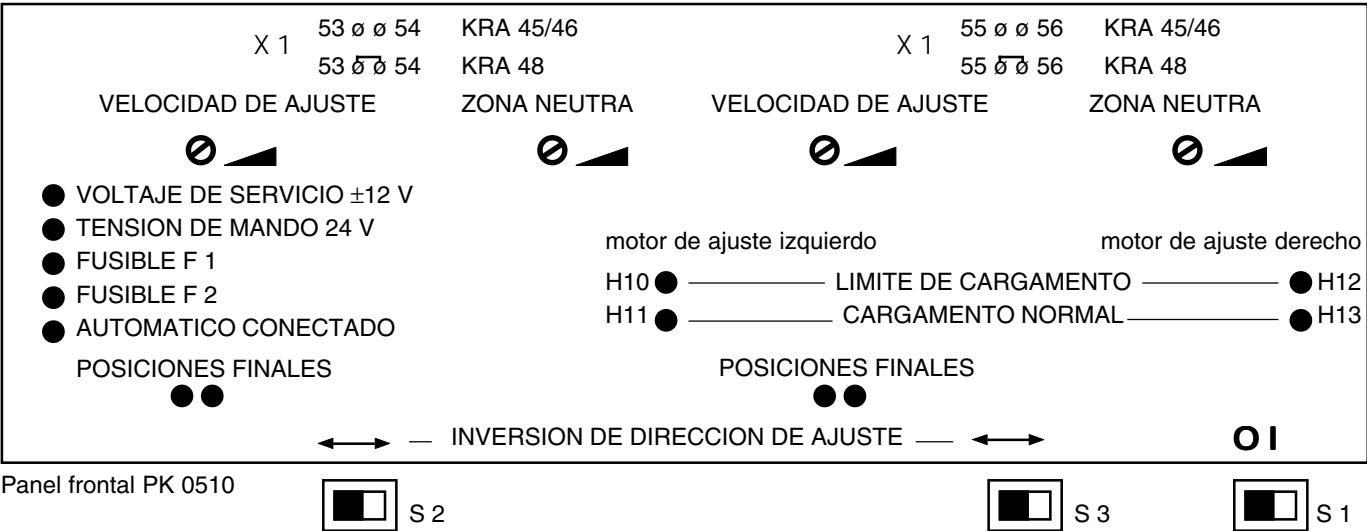 X 1 53 ø ø 54 KRA 45/46 X 1 55 ø ø 56 KRA 45/46
53 ø ø 54 KRA 48 55 ø ø 56 KRA 48
VELOCIDAD DE AJUSTE ZONA NEUTRA VELOCIDAD DE AJUSTE ZONA NEUTRA
VOLTAJE DE SERVICIO ±12 V
TENSION DE MANDO 24 V
motor de ajuste izquierdo motor de ajuste derecho
FUSIBLE F 1
H10 LIMITE DE CARGAMENTO H12
FUSIBLE F 2
H11 CARGAMENTO NORMAL H13
AUTOMATICO CONECTADO
POSICIONES FINALES POSICIONES FINALES
INVERSION DE DIRECCION DE AJUSTE O I
Panel frontal PK 0510
S 2 S 3 S 1